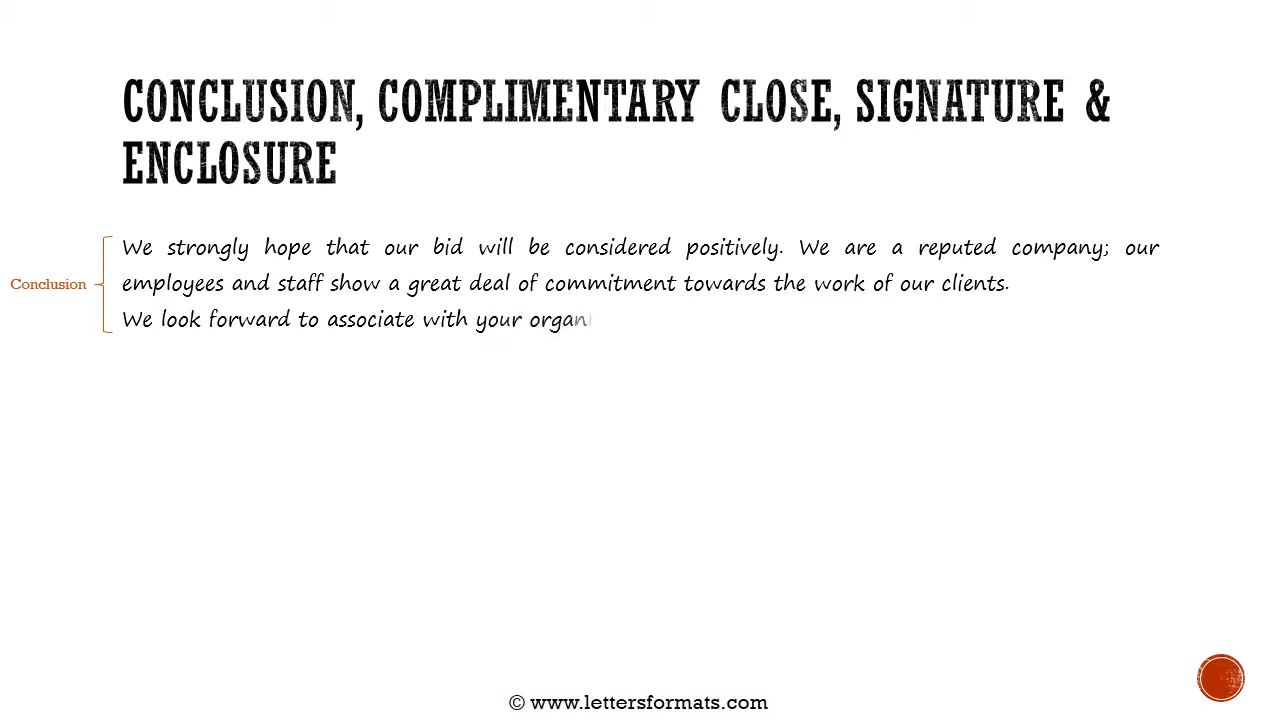 CONCLUSION, COMPLIMENTARY CLOSE, SIGNATURE &
ENCLOSURE
We strongly hope that our bid will be considered positively. We are a reputed company; our
Conclusion
employees and staff show a great deal of commitment towards the work of our clients.
We look forward to associate with your organi
© www.lettersformats.com